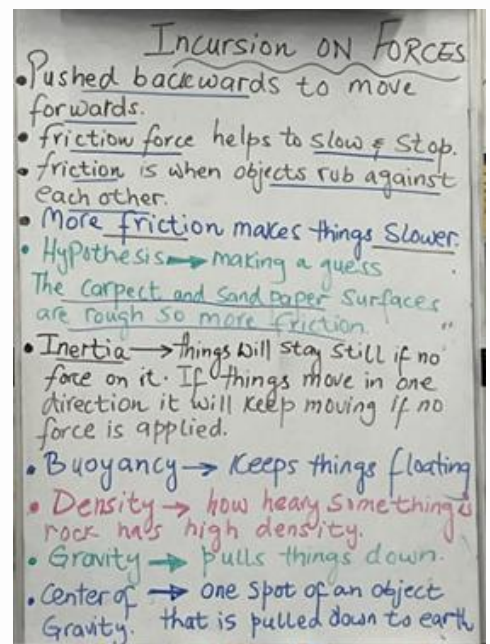 Incursion ON FORCES
• Pushed backwards to move
forwards.
• friction force helps to slow & stop.
• friction is when objects rub against
each other.
• More friction makes things slower.
• Hypothesis → making a guess
The carpect and sand paper surfaces
are rough so more friction.
• Inertia → things will stay still if no
force on it. If things move in one
direction it will keep moving if no
force is applied.
• Buoyancy → Keeps things floating
• Density → how heavy something is
rock has high density.
• Gravity → pulls things down.
• Center of → one spot of an object
Gravity. that is pulled down to earth